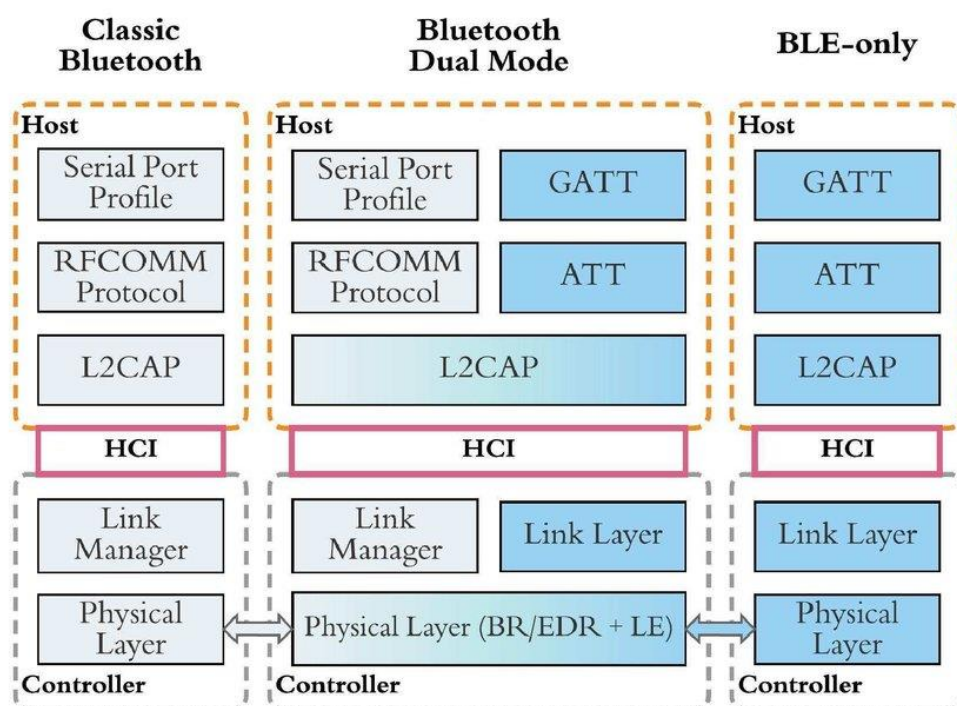 Classic
Bluetooth
Bluetooth
Dual Mode
BLE-only
Host
Serial Port
Profile
RFCOMM
Protocol
L2CAP
HCI
Link
Manager
Physical
Layer
Controller
Host
Serial Port
Profile
GATT
RFCOMM
Protocol
ATT
L2CAP
HCI
Link
Manager
Link Layer
Physical Layer (BR/EDR + LE)
Controller
Host
GATT
ATT
L2CAP
HCI
Link Layer
Physical
Layer
Controller